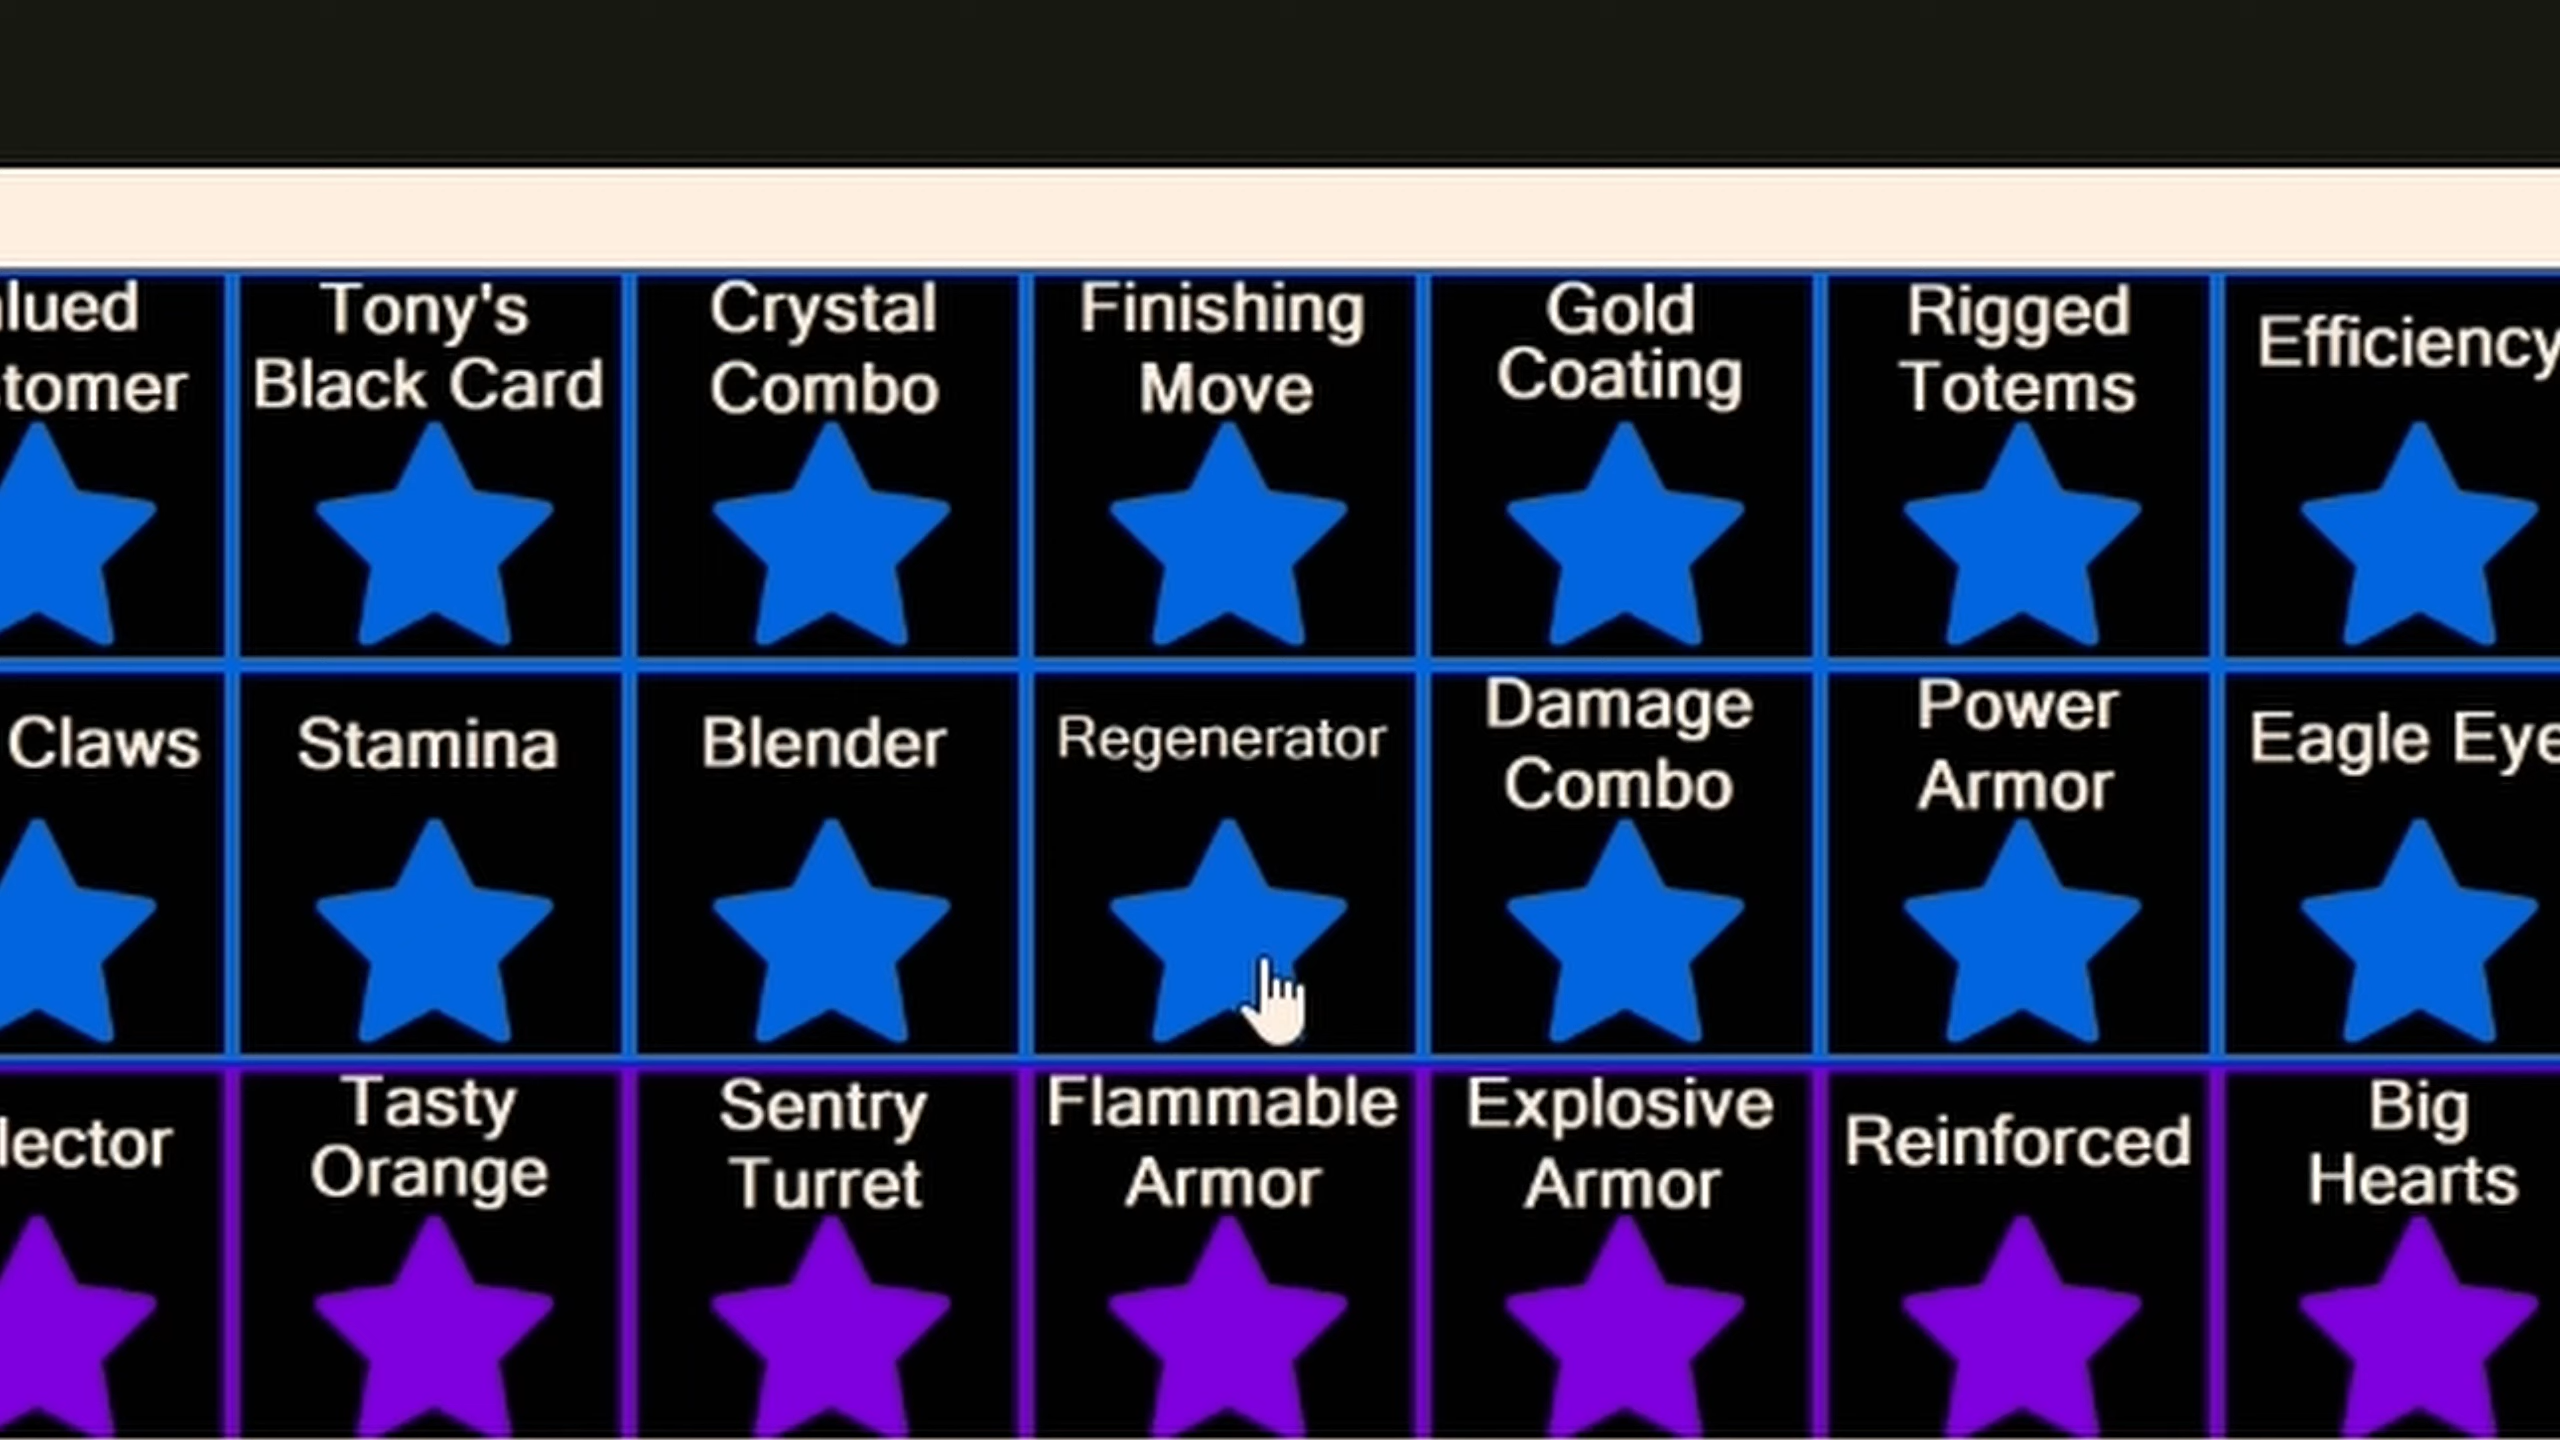 lued
tomer
Tony's
Black Card
Crystal
Combo
Finishing
Move
Gold
Coating
Rigged
Totems
Efficiency
Claws
Stamina
Blender
Regenerator
Damage
Combo
Power
Armor
Eagle Eye
lector
Tasty
Orange
Sentry
Turret
Flammable
Armor
Explosive
Armor
Reinforced
Big
Hearts